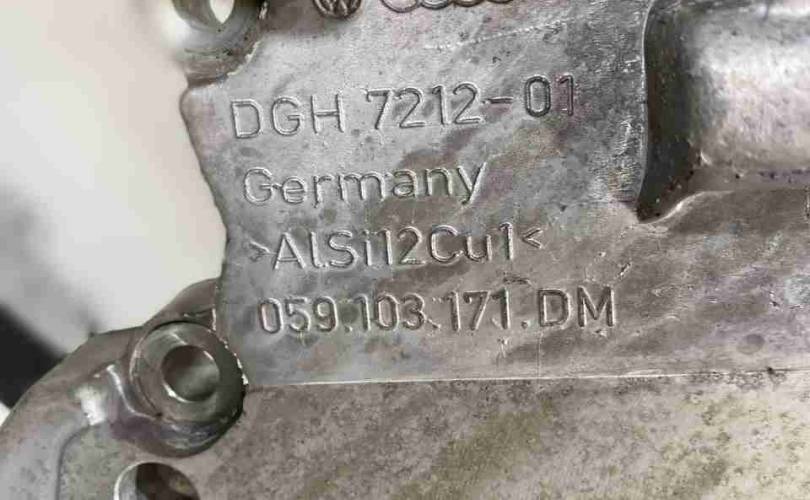 DGH 7212-01
Germany
>AlSi12Cu1<
059.103.171.DM